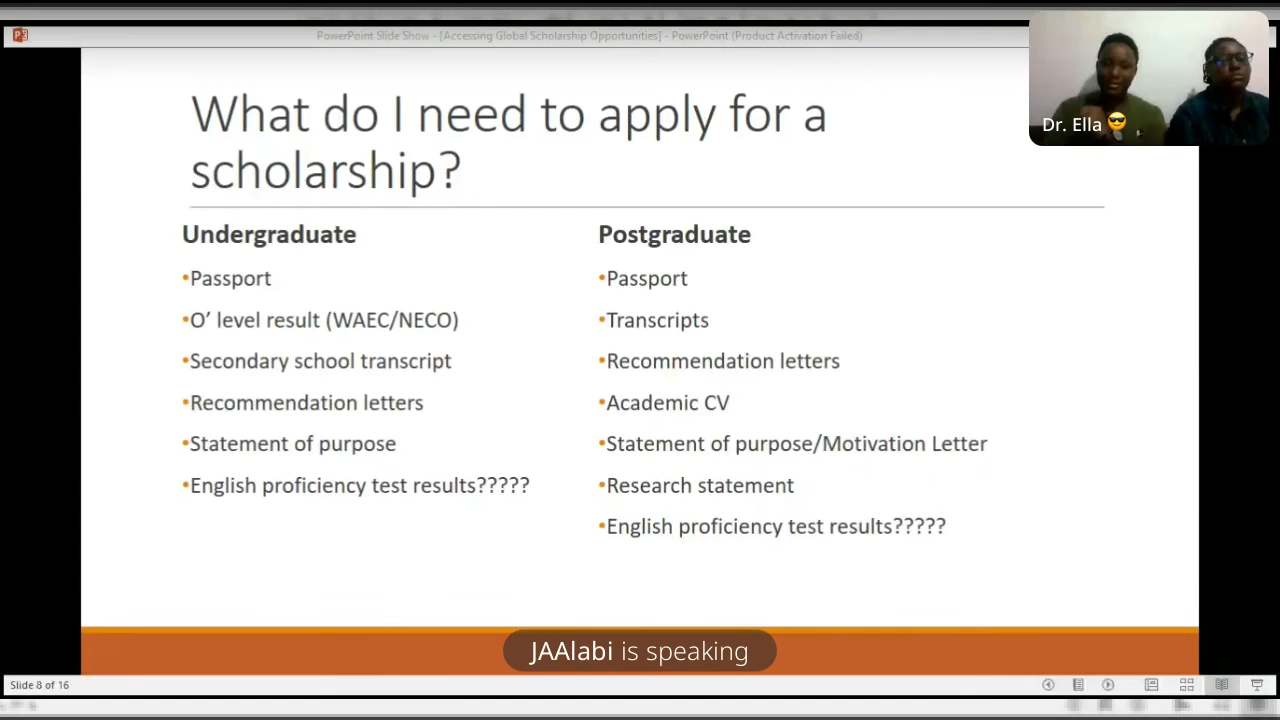 PowerPoint Slide Show - [Accessing Global Scholarship Opportunities] - PowerPoint (Product Activation Failed)
Dr. Ella 😎
What do I need to apply for a
scholarship?
Undergraduate
•Passport
•O’ level result (WAEC/NECO)
•Secondary school transcript
•Recommendation letters
•Statement of purpose
•English proficiency test results?????
Postgraduate
•Passport
•Transcripts
•Recommendation letters
•Academic CV
•Statement of purpose/Motivation Letter
•Research statement
•English proficiency test results?????
JAAlabi is speaking
Slide 8 of 16